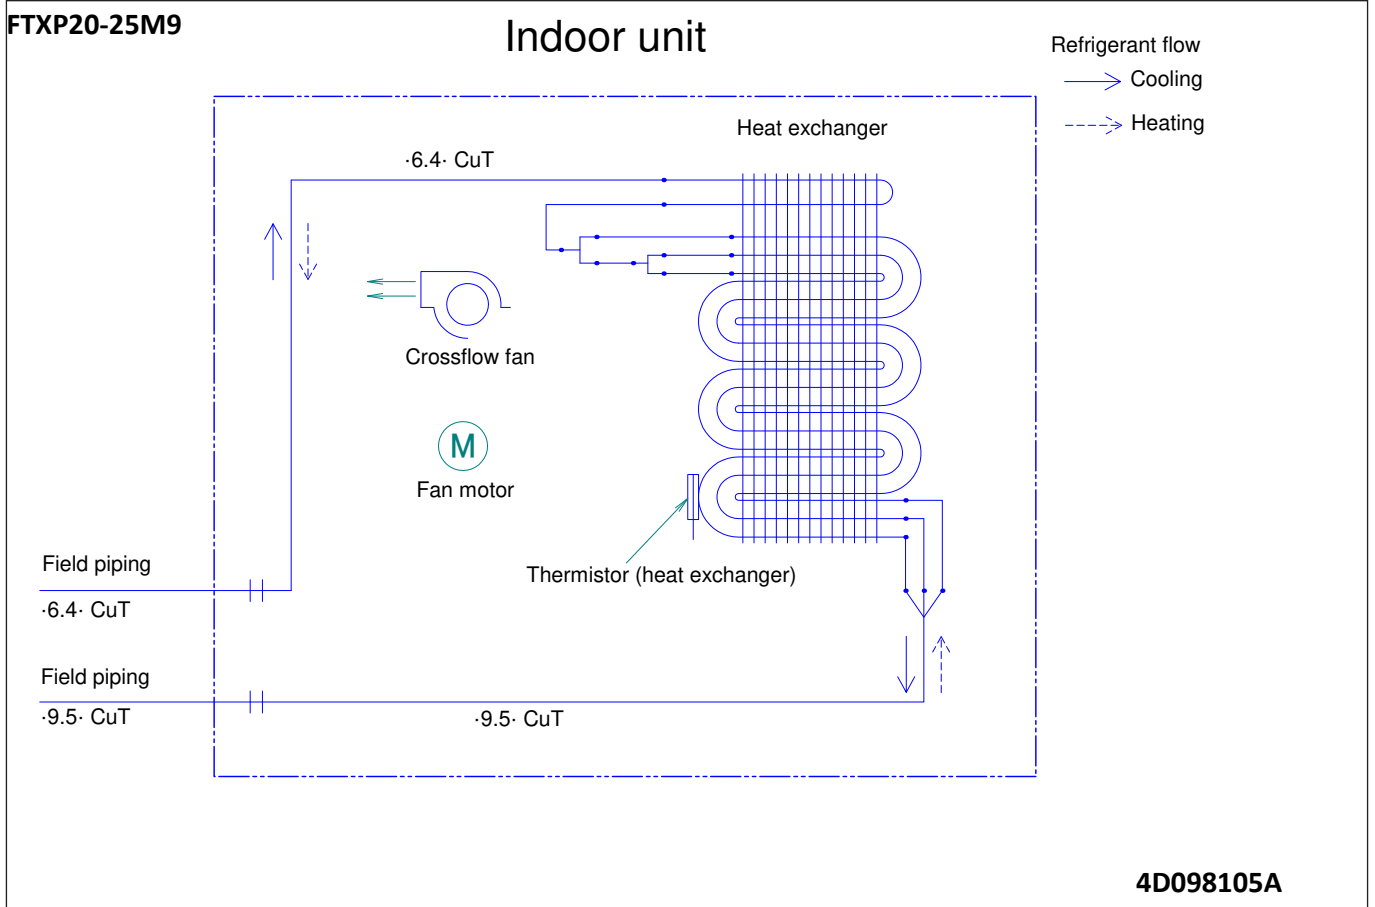 FTXP20-25M9
Indoor unit
Refrigerant flow
Cooling
Heating
Heat exchanger
·6.4· CuT
Crossflow fan
M
Fan motor
Thermistor (heat exchanger)
Field piping
·6.4· CuT
Field piping
·9.5· CuT
·9.5· CuT
4D098105A